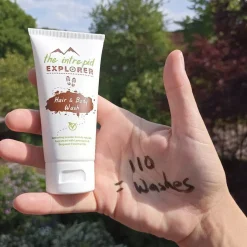 the intrepid
EXPLORER
Hair & Body
Wash
110
= Washes